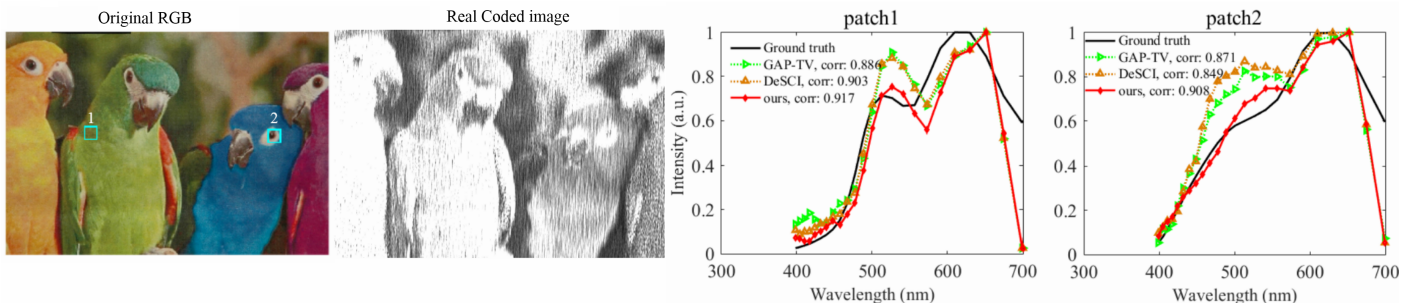 Original RGB
1
2
Real Coded image
patch1
Intensity (a.u.)
1
0.8
0.6
0.4
0.2
0
Ground truth
GAP-TV, corr: 0.886
DeSCI, corr: 0.903
ours, corr: 0.917
300
400
500
600
700
Wavelength (nm)
patch2
1
0.8
0.6
0.4
0.2
0
Ground truth
GAP-TV, corr: 0.871
DeSCI, corr: 0.849
ours, corr: 0.908
300
400
500
600
700
Wavelength (nm)